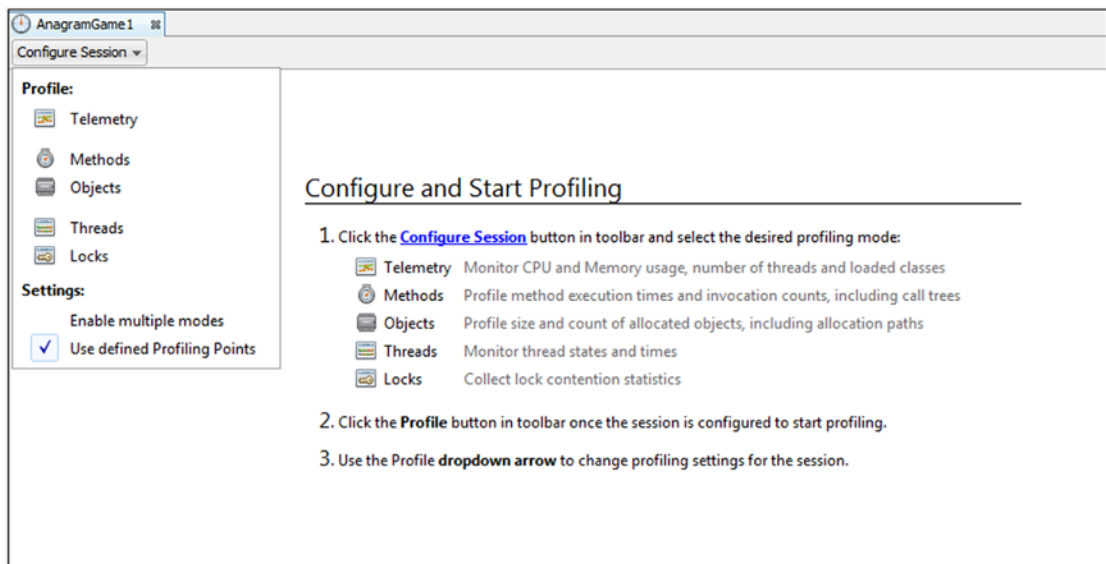 AnagramGame1
Configure Session
Profile:
Telemetry
Methods
Objects
Threads
Locks
Settings:
Enable multiple modes
Use defined Profiling Points
Configure and Start Profiling
1. Click the Configure Session button in toolbar and select the desired profiling mode:
Telemetry Monitor CPU and Memory usage, number of threads and loaded classes
Methods Profile method execution times and invocation counts, including call trees
Objects Profile size and count of allocated objects, including allocation paths
Threads Monitor thread states and times
Locks Collect lock contention statistics
2. Click the Profile button in toolbar once the session is configured to start profiling.
3. Use the Profile dropdown arrow to change profiling settings for the session.